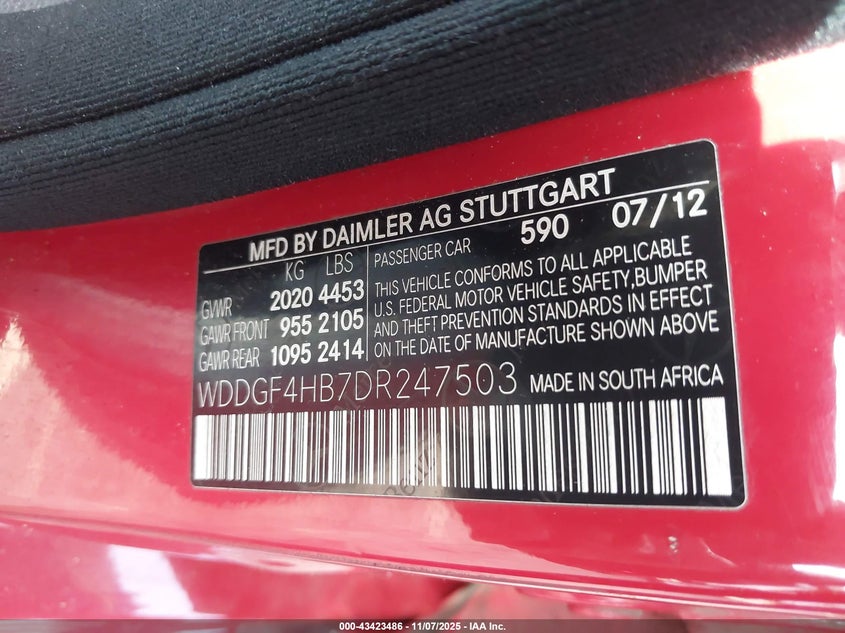 MFD BY DAIMLER AG STUTTGART
KG LBS
GVWR 2020 4453
GAWR FRONT 955 2105
GAWR REAR 1095 2414
PASSENGER CAR 590 07/12
THIS VEHICLE CONFORMS TO ALL APPLICABLE
U.S. FEDERAL MOTOR VEHICLE SAFETY, BUMPER
AND THEFT PREVENTION STANDARDS IN EFFECT
ON THE DATE OF MANUFACTURE SHOWN ABOVE
WDDGF4HB7DR247503 MADE IN SOUTH AFRICA
000-43423486 - 11/07/2025 - IAA Inc.